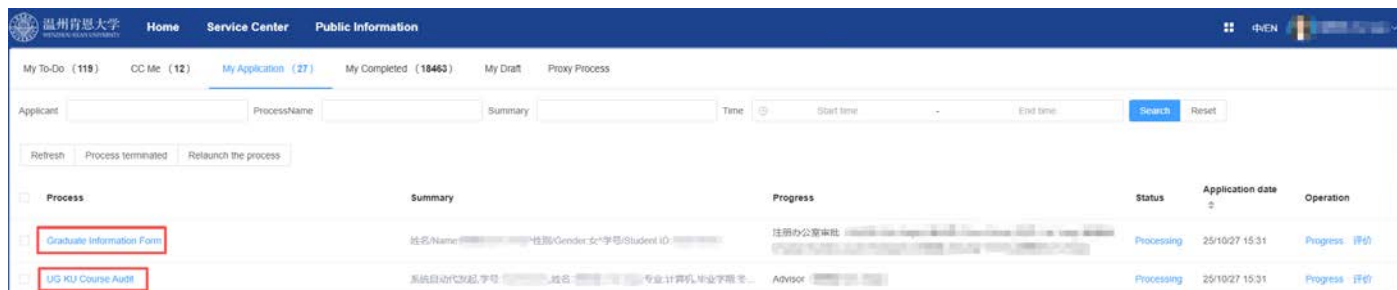 温州肯恩大学 Home Service Center Public Information 中/EN
WENZHOU-KEAN UNIVERSITY
My To-Do (119) CC Me (12) My Application (27) My Completed (18463) My Draft Proxy Process
Applicant ProcessName Summary Time Start time - End time Search Reset
Refresh Process terminated Relaunch the process
Process Summary Progress Status Application date Operation
Graduate Information Form 姓名/Name: *性别/Gender:女*学号/Student ID: 注册办公室审批 Processing 25/10/27 15:31 Progress 评价
UG KU Course Audit 系统自动代发起,学号: ,姓名: 专业:计算机,毕业学期:冬... Advisor Processing 25/10/27 15:31 Progress 评价